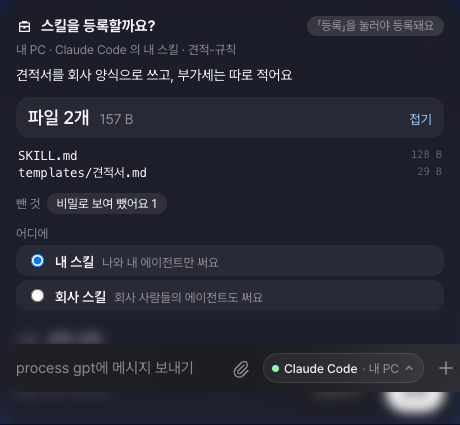 스킬을 등록할까요?
「등록」을 눌러야 등록돼요
내 PC · Claude Code 의 내 스킬 · 견적-규칙
견적서를 회사 양식으로 쓰고, 부가세는 따로 적어요
파일 2개 157 B
접기
SKILL.md 128 B
templates/견적서.md 29 B
뺀 것 비밀로 보여 뺐어요 1
어디에
내 스킬 나와 내 에이전트만 써요
회사 스킬 회사 사람들의 에이전트도 써요
process gpt에 메시지 보내기
Claude Code · 내 PC